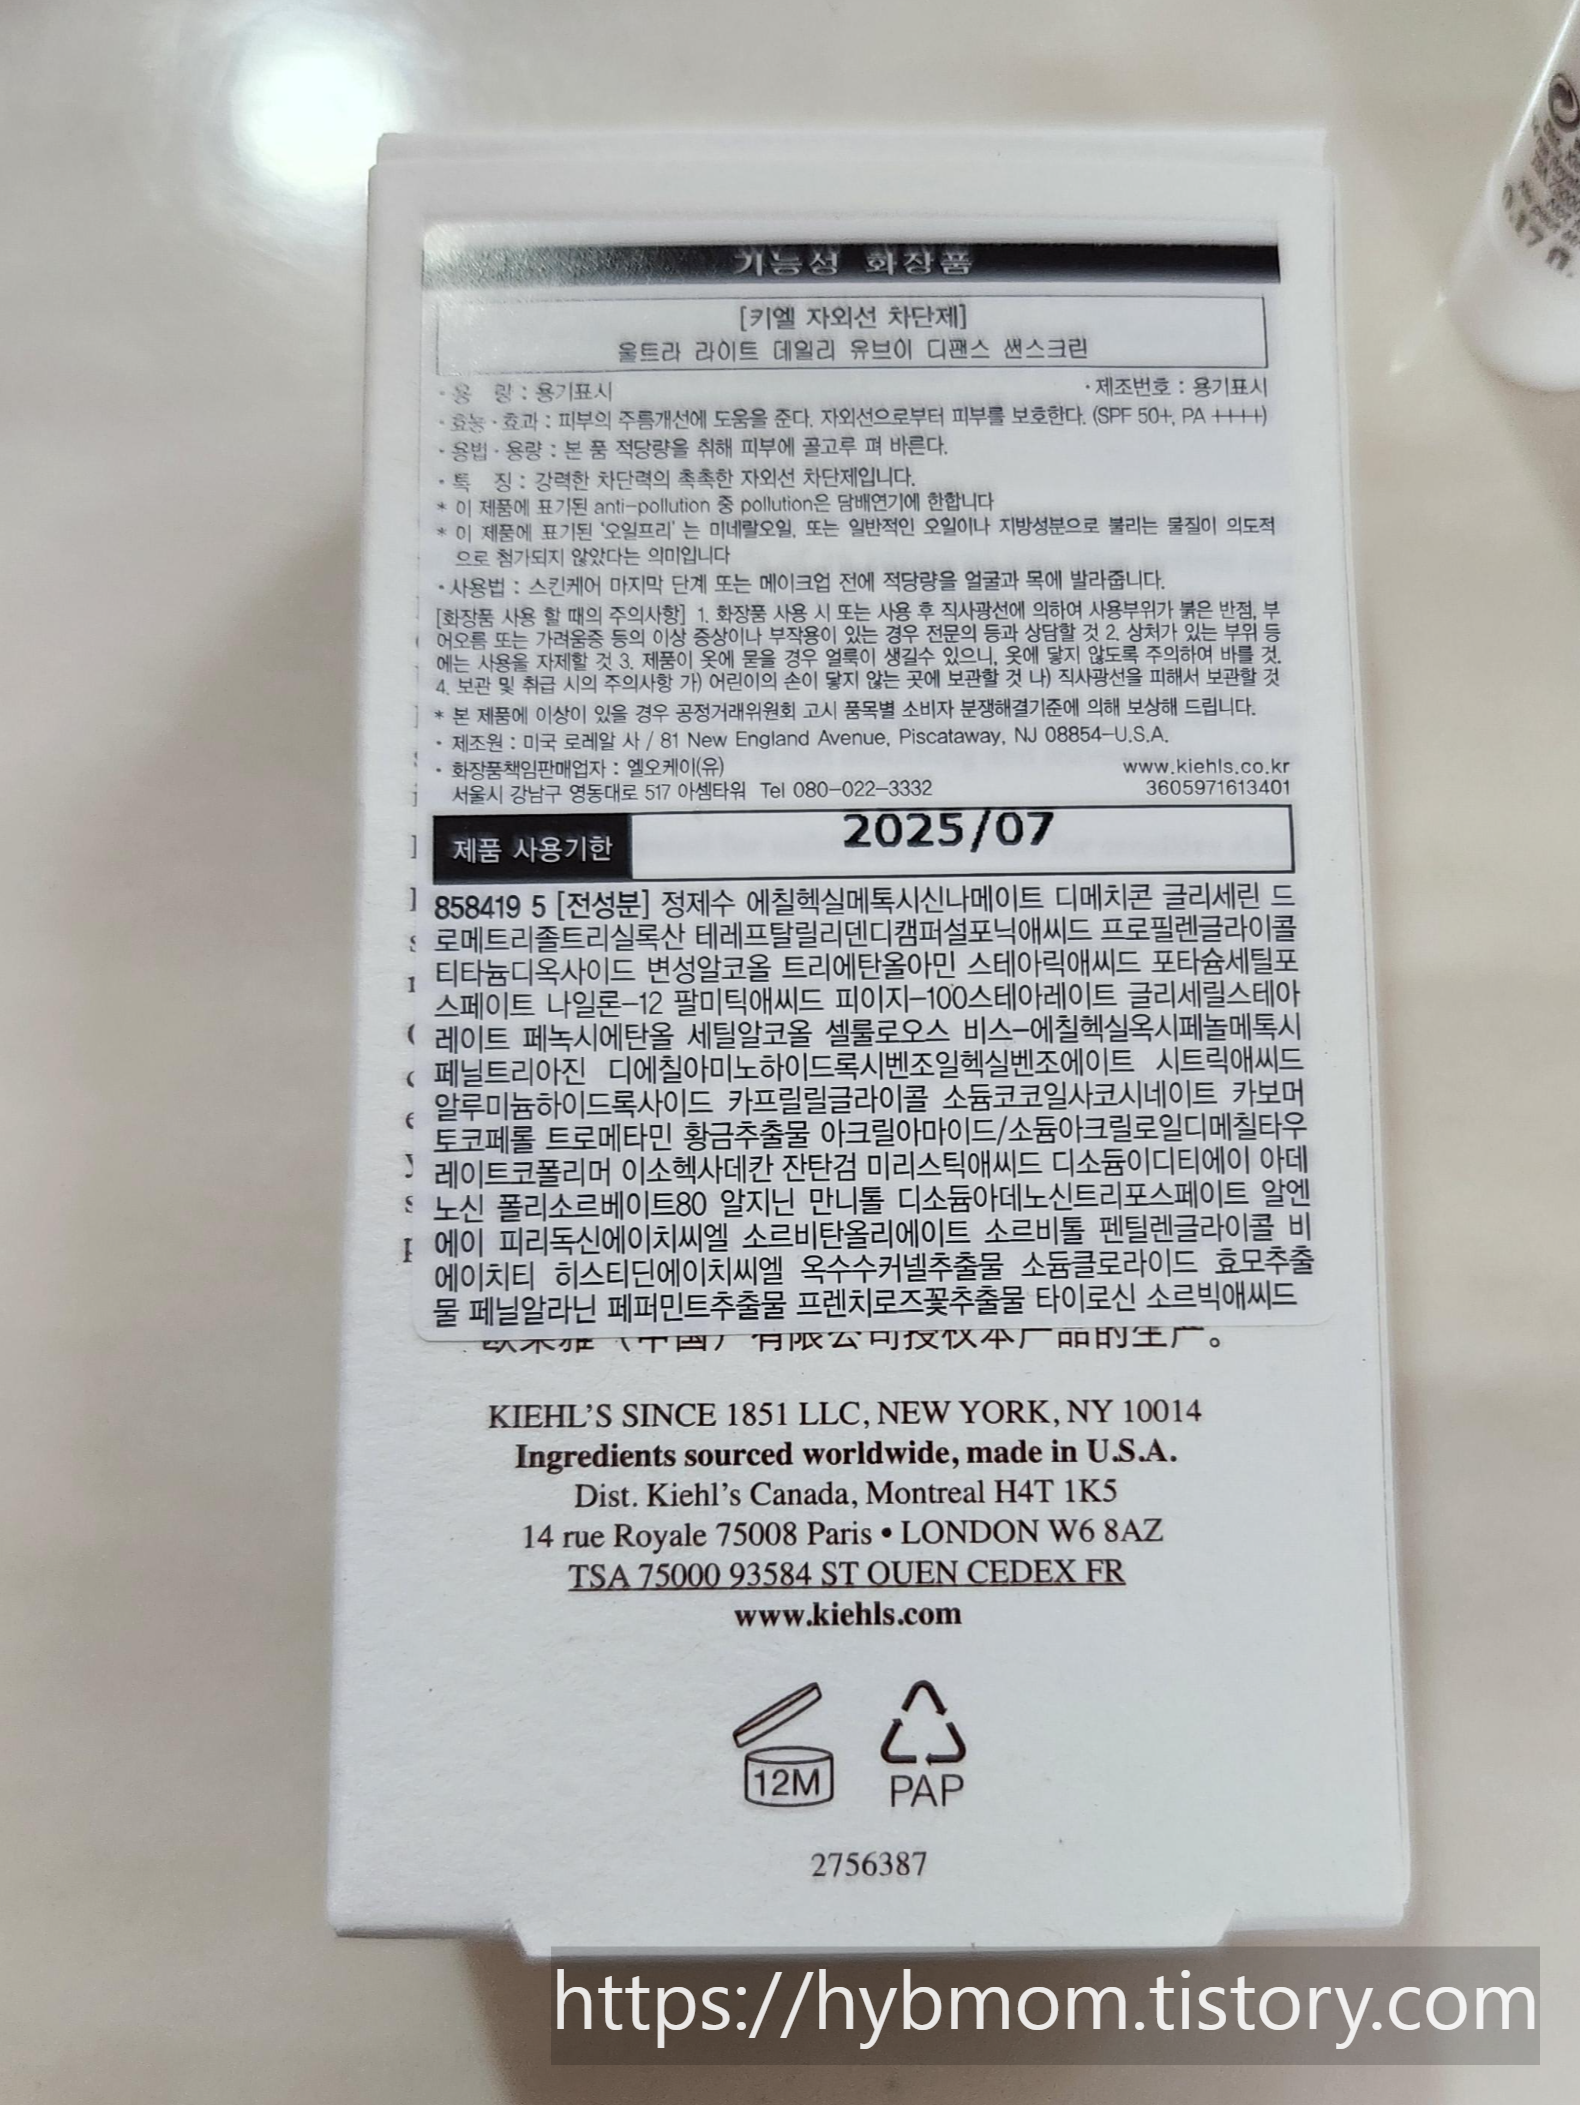 기능성 화장품
[키엘 자외선 차단제]
울트라 라이트 데일리 유브이 디팬스 썬스크린
· 용 량 : 용기표시 · 제조번호 : 용기표시
· 효능 · 효과 : 피부의 주름개선에 도움을 준다. 자외선으로부터 피부를 보호한다. (SPF 50+, PA ++++)
· 용법 · 용량 : 본 품 적당량을 취해 피부에 골고루 펴 바른다.
· 특 징 : 강력한 차단력의 촉촉한 자외선 차단제입니다.
* 이 제품에 표기된 anti-pollution 중 pollution은 담배연기에 한합니다
* 이 제품에 표기된 '오일프리' 는 미네랄오일, 또는 일반적인 오일이나 지방성분으로 불리는 물질이 의도적
으로 첨가되지 않았다는 의미입니다
· 사용법 : 스킨케어 마지막 단계 또는 메이크업 전에 적당량을 얼굴과 목에 발라줍니다.
[화장품 사용 할 때의 주의사항] 1. 화장품 사용 시 또는 사용 후 직사광선에 의하여 사용부위가 붉은 반점, 부
어오름 또는 가려움증 등의 이상 증상이나 부작용이 있는 경우 전문의 등과 상담할 것 2. 상처가 있는 부위 등
에는 사용을 자제할 것 3. 제품이 옷에 묻을 경우 얼룩이 생길수 있으니, 옷에 닿지 않도록 주의하여 바를 것.
4. 보관 및 취급 시의 주의사항 가) 어린이의 손이 닿지 않는 곳에 보관할 것 나) 직사광선을 피해서 보관할 것
* 본 제품에 이상이 있을 경우 공정거래위원회 고시 품목별 소비자 분쟁해결기준에 의해 보상해 드립니다.
· 제조원 : 미국 로레알 사 / 81 New England Avenue, Piscataway, NJ 08854-U.S.A.
· 화장품책임판매업자 : 엘오케이(유) www.kiehls.co.kr
서울시 강남구 영동대로 517 아셈타워 Tel 080-022-3332 3605971613401
제품 사용기한 2025/07
858419 5 [전성분] 정제수 에칠헥실메톡시신나메이트 디메치콘 글리세린 드
로메트리졸트리실록산 테레프탈릴리덴디캠퍼설포닉애씨드 프로필렌글라이콜
티타늄디옥사이드 변성알코올 트리에탄올아민 스테아릭애씨드 포타슘세틸포
스페이트 나일론-12 팔미틱애씨드 피이지-100스테아레이트 글리세릴스테아
레이트 페녹시에탄올 세틸알코올 셀룰로오스 비스-에칠헥실옥시페놀메톡시
페닐트리아진 디에칠아미노하이드록시벤조일헥실벤조에이트 시트릭애씨드
알루미늄하이드록사이드 카프릴릴글라이콜 소듐코코일사코시네이트 카보머
토코페롤 트로메타민 황금추출물 아크릴아마이드/소듐아크릴로일디메칠타우
레이트코폴리머 이소헥사데칸 잔탄검 미리스틱애씨드 디소듐이디티에이 아데
노신 폴리소르베이트80 알지닌 만니톨 디소듐아데노신트리포스페이트 알엔
에이 피리독신에이치씨엘 소르비탄올리에이트 소르비톨 펜틸렌글라이콜 비
에이치티 히스티딘에이치씨엘 옥수수커넬추출물 소듐클로라이드 효모추출
물 페닐알라닌 페퍼민트추출물 프렌치로즈꽃추출물 타이로신 소르빅애씨드
欧莱雅（中国）有限公司授权本产品的生产。
KIEHL'S SINCE 1851 LLC, NEW YORK, NY 10014
Ingredients sourced worldwide, made in U.S.A.
Dist. Kiehl's Canada, Montreal H4T 1K5
14 rue Royale 75008 Paris • LONDON W6 8AZ
TSA 75000 93584 ST OUEN CEDEX FR
www.kiehls.com
12M
PAP
2756387
https://hybmom.tistory.com